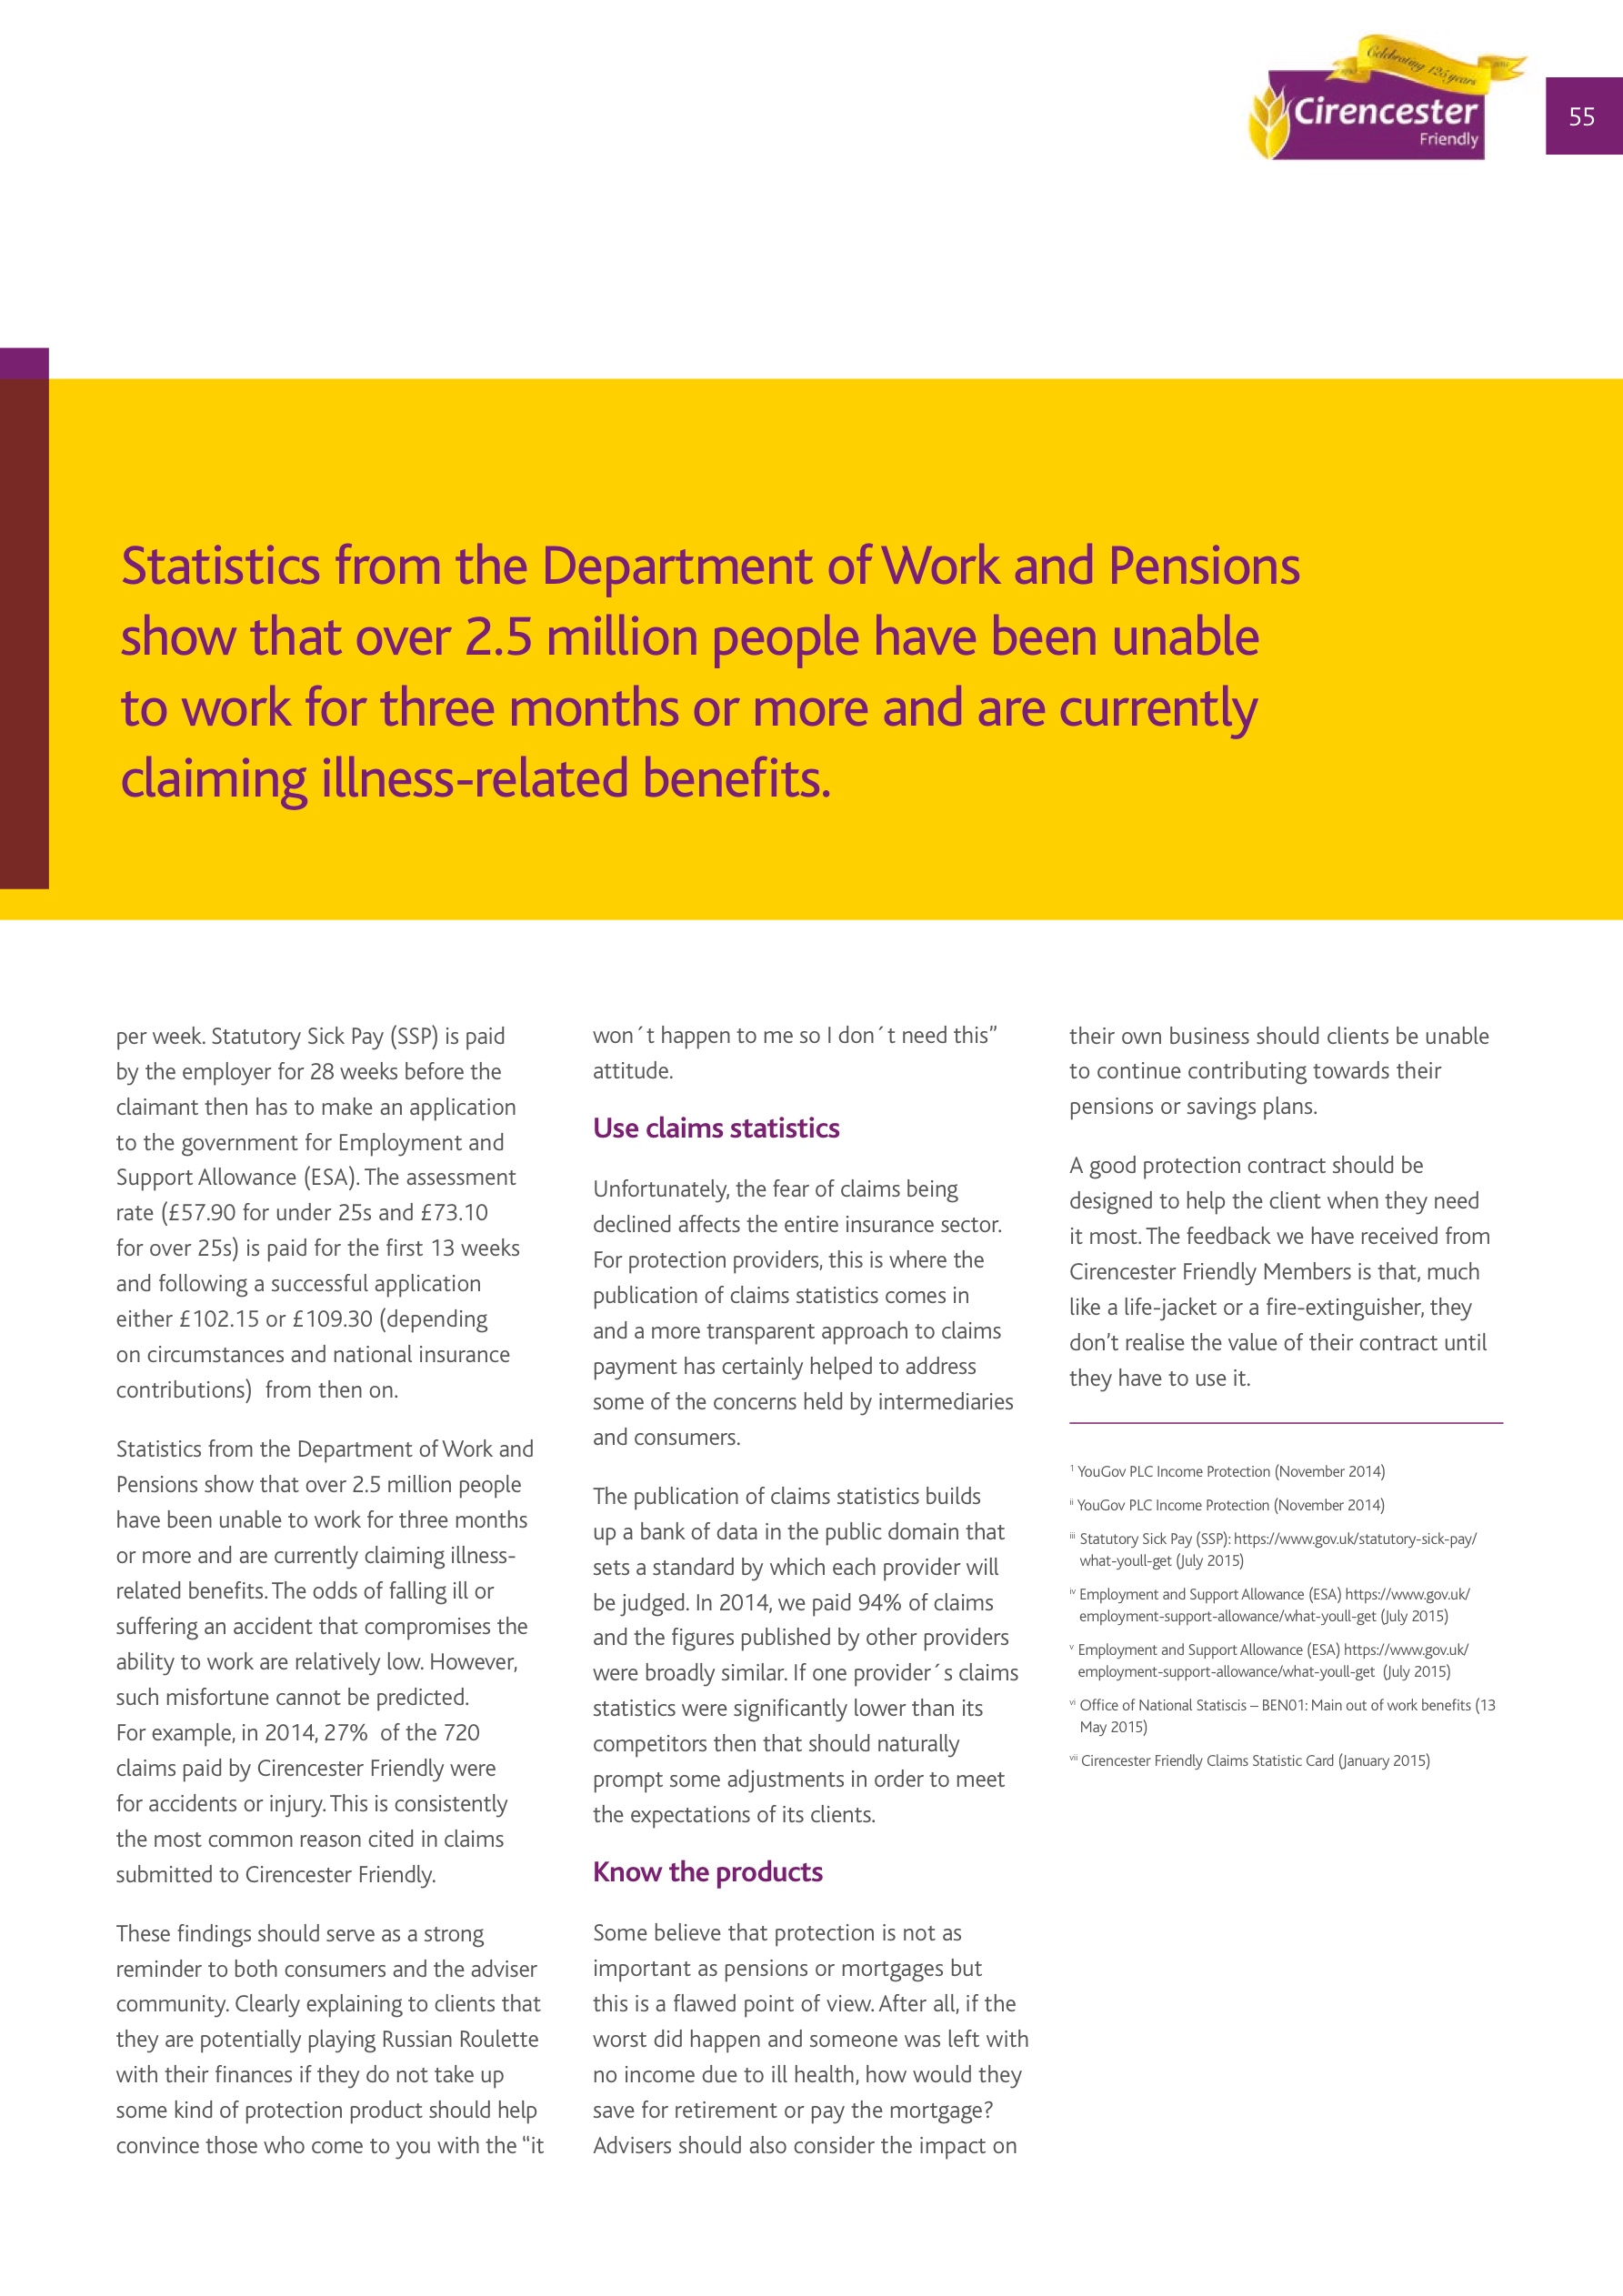 Celebrating 125 years
Cirencester
Friendly
55
Statistics from the Department of Work and Pensions
show that over 2.5 million people have been unable
to work for three months or more and are currently
claiming illness-related benefits.
per week. Statutory Sick Pay (SSP) is paid
by the employer for 28 weeks before the
claimant then has to make an application
to the government for Employment and
Support Allowance (ESA). The assessment
rate (£57.90 for under 25s and £73.10
for over 25s) is paid for the first 13 weeks
and following a successful application
either £102.15 or £109.30 (depending
on circumstances and national insurance
contributions)  from then on.
Statistics from the Department of Work and
Pensions show that over 2.5 million people
have been unable to work for three months
or more and are currently claiming illness-
related benefits. The odds of falling ill or
suffering an accident that compromises the
ability to work are relatively low. However,
such misfortune cannot be predicted.
For example, in 2014, 27%  of the 720
claims paid by Cirencester Friendly were
for accidents or injury. This is consistently
the most common reason cited in claims
submitted to Cirencester Friendly.
These findings should serve as a strong
reminder to both consumers and the adviser
community. Clearly explaining to clients that
they are potentially playing Russian Roulette
with their finances if they do not take up
some kind of protection product should help
convince those who come to you with the “it
won´t happen to me so I don´t need this”
attitude.
Use claims statistics
Unfortunately, the fear of claims being
declined affects the entire insurance sector.
For protection providers, this is where the
publication of claims statistics comes in
and a more transparent approach to claims
payment has certainly helped to address
some of the concerns held by intermediaries
and consumers.
The publication of claims statistics builds
up a bank of data in the public domain that
sets a standard by which each provider will
be judged. In 2014, we paid 94% of claims
and the figures published by other providers
were broadly similar. If one provider´s claims
statistics were significantly lower than its
competitors then that should naturally
prompt some adjustments in order to meet
the expectations of its clients.
Know the products
Some believe that protection is not as
important as pensions or mortgages but
this is a flawed point of view. After all, if the
worst did happen and someone was left with
no income due to ill health, how would they
save for retirement or pay the mortgage?
Advisers should also consider the impact on
their own business should clients be unable
to continue contributing towards their
pensions or savings plans.
A good protection contract should be
designed to help the client when they need
it most. The feedback we have received from
Cirencester Friendly Members is that, much
like a life-jacket or a fire-extinguisher, they
don’t realise the value of their contract until
they have to use it.
1 YouGov PLC Income Protection (November 2014)
ii YouGov PLC Income Protection (November 2014)
iii Statutory Sick Pay (SSP): https://www.gov.uk/statutory-sick-pay/
what-youll-get (July 2015)
iv Employment and Support Allowance (ESA) https://www.gov.uk/
employment-support-allowance/what-youll-get (July 2015)
v Employment and Support Allowance (ESA) https://www.gov.uk/
employment-support-allowance/what-youll-get  (July 2015)
vi Office of National Statiscis – BEN01: Main out of work benefits (13
May 2015)
vii Cirencester Friendly Claims Statistic Card (January 2015)